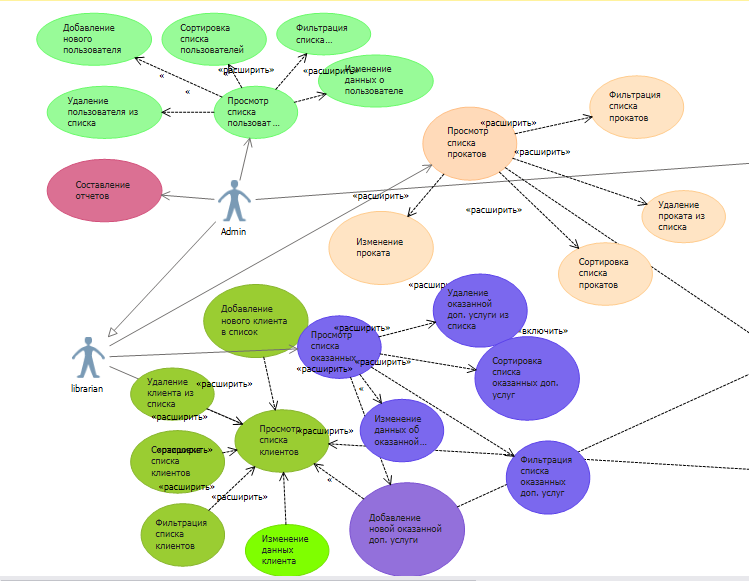 Добавление
нового
пользователя
Сортировка
списка
пользователей
Фильтрация
списка...
«расширить»
«расширить»
Изменение
данных о
пользователе
«
«
Удаление
пользователя из
списка
Просмотр
списка
пользоват...
Фильтрация
списка
прокатов
«расширить»
Просмотр
списка
прокатов
«расширить»
Составление
отчетов
Admin
«расширить»
«расширить»
Удаление
проката из
списка
Изменение
проката
Сортировка
списка
прокатов
«расширить»
Удаление
оказанной
доп. услуги из
списка
Добавление
нового клиента
в список
«расширить»
Просмотр
списка
оказанных
«включить»
«расширить»
«расширить»
Сортировка
списка
оказанных доп.
услуг
librarian
Удаление
клиента из
списка
«расширить»
«
«расширить»
Изменение
данных об
оказанной...
Просмотр
списка
клиентов
«расширить»
«расширить»
списка
клиентов
Фильтрация
списка
оказанных
доп. услуг
«расширить»
«расширить»
«
Фильтрация
списка
клиентов
Добавление
новой оказанной
доп. услуги
Изменение
данных
клиента